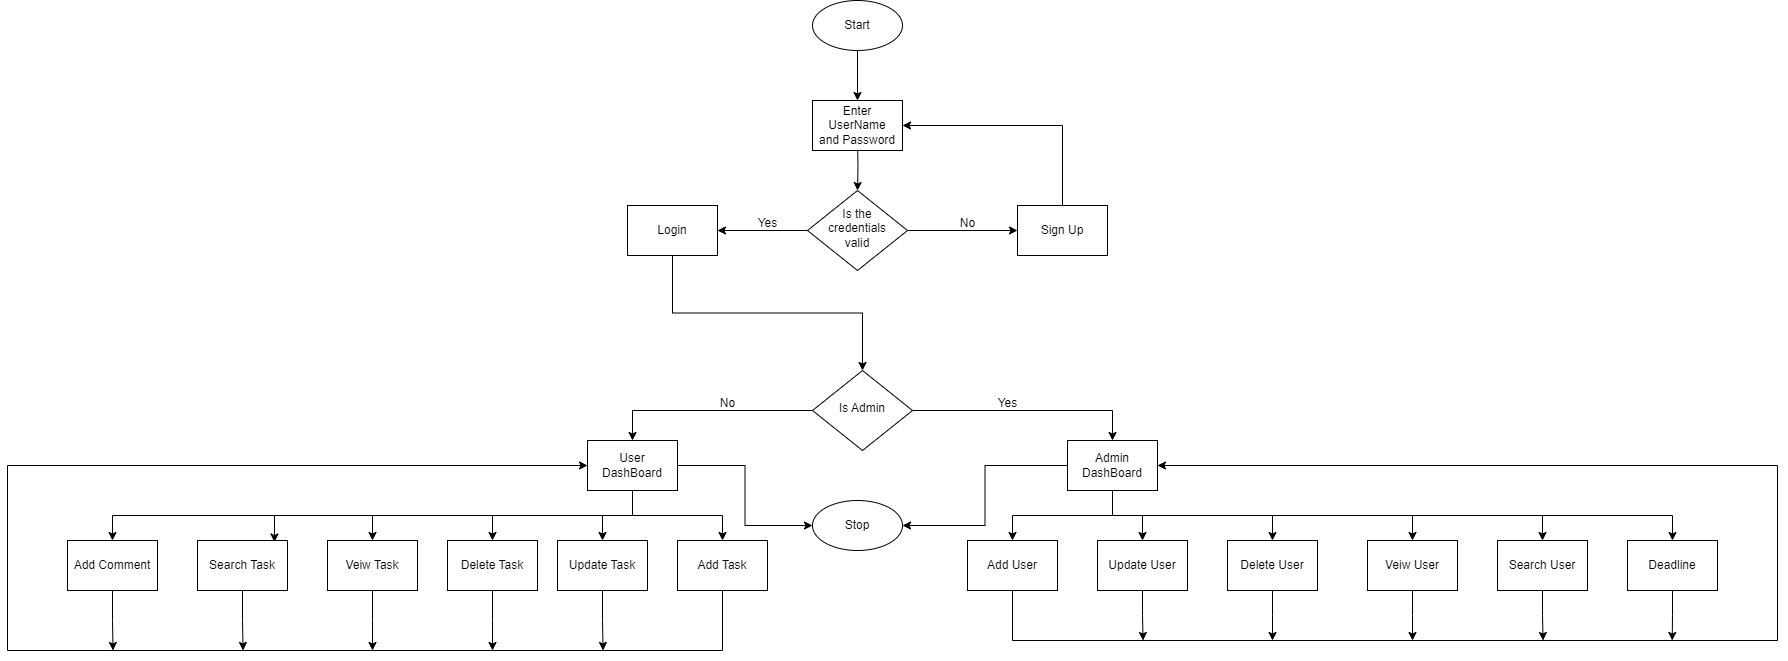 Start
Enter
UserName
and Password
Is the
credentials
valid
Yes
No
Login
Sign Up
Is Admin
No
Yes
User
DashBoard
Admin
DashBoard
Stop
Add Comment
Search Task
Veiw Task
Delete Task
Update Task
Add Task
Add User
Update User
Delete User
Veiw User
Search User
Deadline